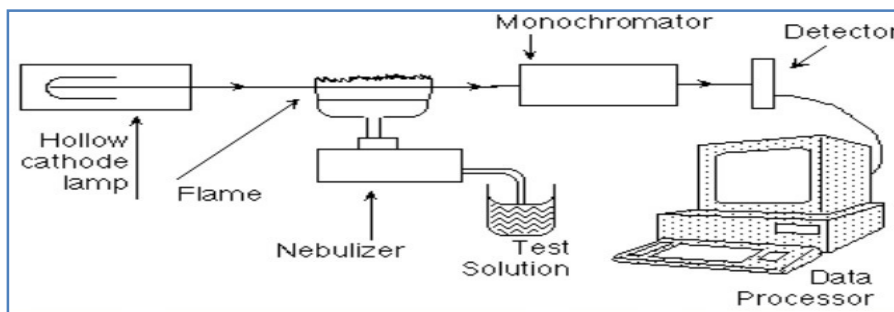 Monochromator
Detector
Hollow
cathode
lamp
Flame
Nebulizer
Test
Solution
Data
Processor